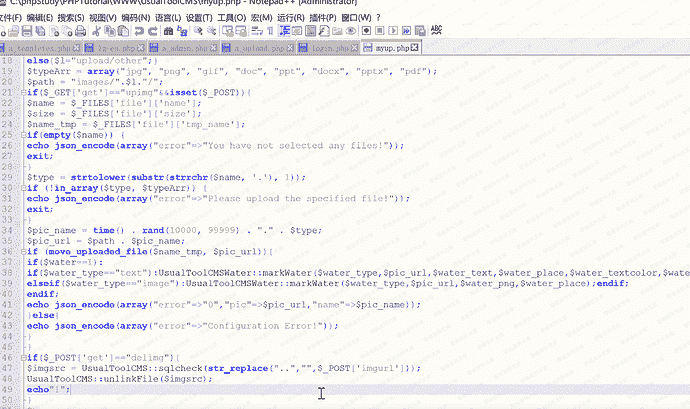 C:\phpStudy\PHPTutorial\WWW\UsualToolCMS\myup.php - Notepad++ [Administrator]
文件(F) 编辑(E) 搜索(S) 视图(V) 编码(N) 语言(L) 设置(T) 工具(O) 宏(M) 运行(R) 插件(P) 窗口(W) ?
a_templetes.php lg-en.php a_admin.php a_upload.php login.php myup.php
18 else{$l="upload/other";}
19 $typeArr = array("jpg", "png", "gif", "doc", "ppt", "docx", "pptx", "pdf");
20 $path = "images/".$l."/";
21 if($_GET['get']=="upimg"&&isset($_POST)){
22 $name = $_FILES['file']['name'];
23 $size = $_FILES['file']['size'];
24 $name_tmp = $_FILES['file']['tmp_name'];
25 if(empty($name)) {
26 echo json_encode(array("error"=>"You have not selected any files!"));
27 exit;
28 }
29 $type = strtolower(substr(strrchr($name, '.'), 1));
30 if (!in_array($type, $typeArr)) {
31 echo json_encode(array("error"=>"Please upload the specified file!"));
32 exit;
33 }
34 $pic_name = time() . rand(10000, 99999) . "." . $type;
35 $pic_url = $path . $pic_name;
36 if (move_uploaded_file($name_tmp, $pic_url)){
37 if($water==1):
38 if($water_type=="text"):UsualToolCMSWater::markWater($water_type,$pic_url,$water_text,$water_place,$water_textcolor,$wate
39 elseif($water_type=="image"):UsualToolCMSWater::markWater($water_type,$pic_url,$water_png,$water_place);endif;
40 endif;
41 echo json_encode(array("error"=>"0","pic"=>$pic_url,"name"=>$pic_name));
42 }else{
43 echo json_encode(array("error"=>"Configuration Error!"));
44 }
45 }
46 if($_POST['get']=="delimg"){
47 $imgsrc = UsualToolCMS::sqlcheck(str_replace("..","",$_POST['imgurl']));
48 UsualToolCMS::unlinkFile($imgsrc);
49 echo"1";
50 }